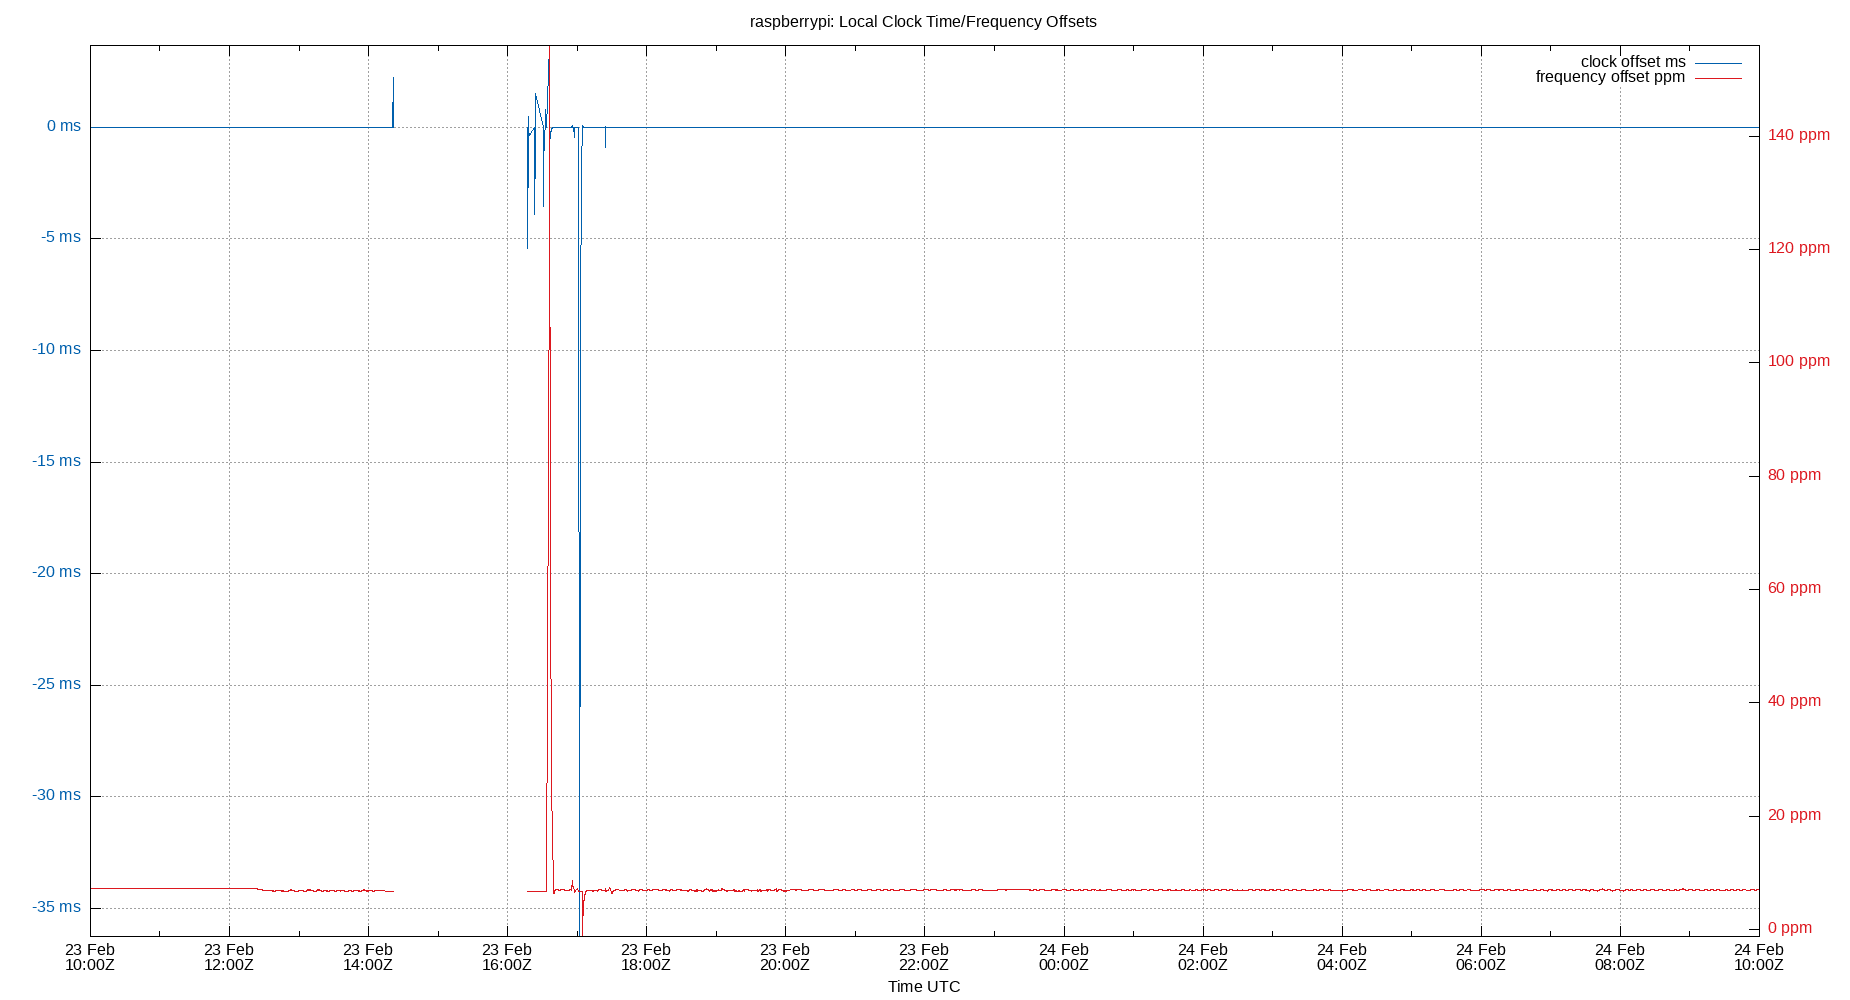 raspberrypi: Local Clock Time/Frequency Offsets
clock offset ms
frequency offset ppm
0 ms
-5 ms
-10 ms
-15 ms
-20 ms
-25 ms
-30 ms
-35 ms
140 ppm
120 ppm
100 ppm
80 ppm
60 ppm
40 ppm
20 ppm
0 ppm
23 Feb
10:00Z
23 Feb
12:00Z
23 Feb
14:00Z
23 Feb
16:00Z
23 Feb
18:00Z
23 Feb
20:00Z
23 Feb
22:00Z
24 Feb
00:00Z
24 Feb
02:00Z
24 Feb
04:00Z
24 Feb
06:00Z
24 Feb
08:00Z
24 Feb
10:00Z
Time UTC